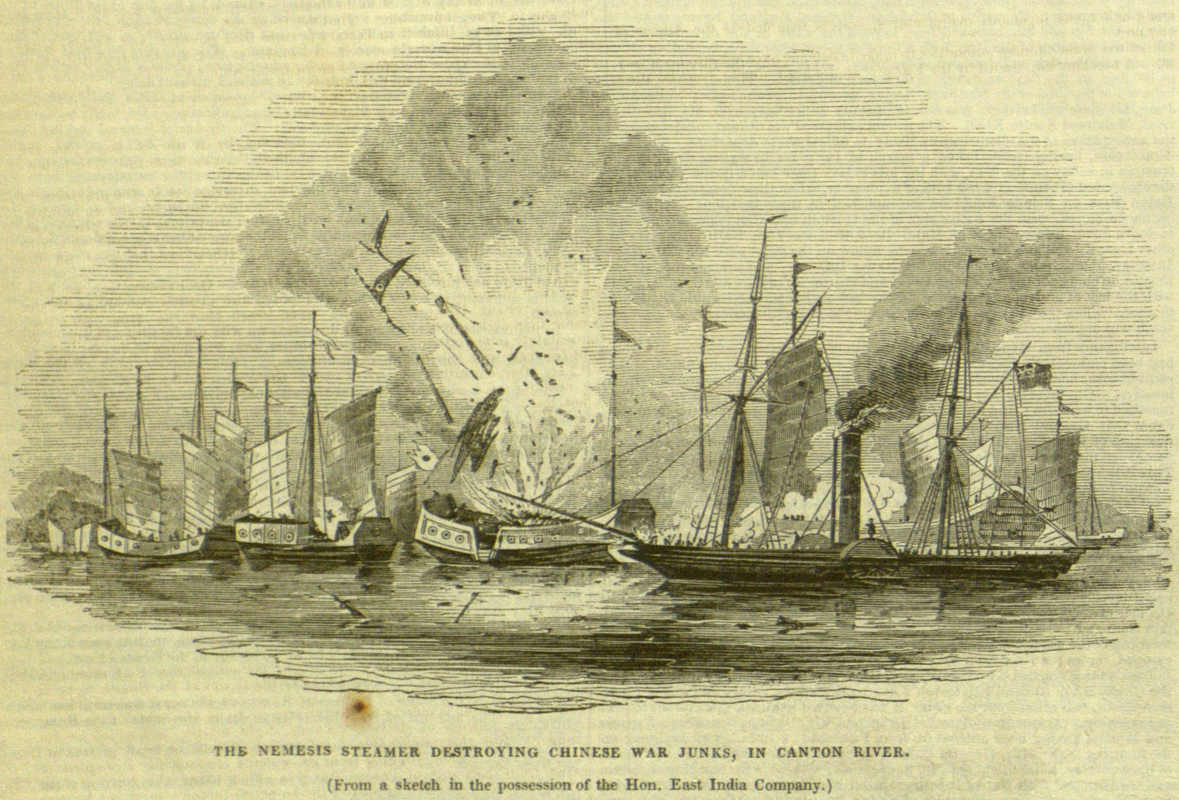 THE NEMESIS STEAMER DESTROYING CHINESE WAR JUNKS, IN CANTON RIVER.
(From a sketch in the possession of the Hon. East India Company.)